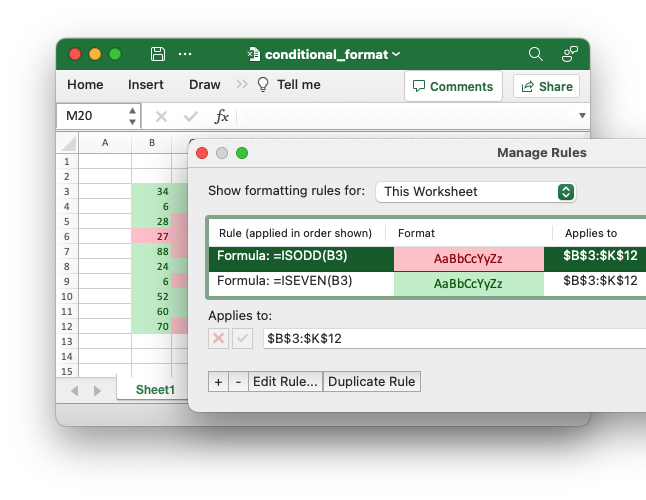 conditional_format
Home Insert Draw Tell me Comments Share
M20 fx
A B
1
2
3 34
4 6
5 28
6 27
7 88
8 24
9 6
10 52
11 60
12 70
13
14
15
Sheet1
Manage Rules
Show formatting rules for: This Worksheet
Rule (applied in order shown) Format Applies to
Formula: =ISODD(B3) AaBbCcYyZz $B$3:$K$12
Formula: =ISEVEN(B3) AaBbCcYyZz $B$3:$K$12
Applies to:
$B$3:$K$12
+ - Edit Rule... Duplicate Rule